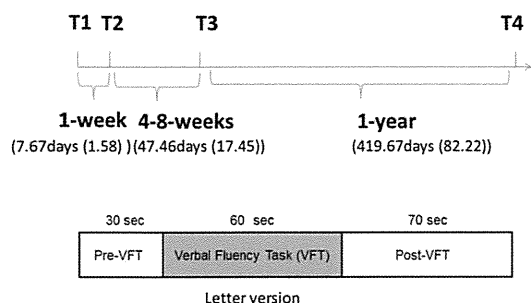 T1 T2 T3 T4
1-week 4-8-weeks 1-year
(7.67days (1.58) )(47.46days (17.45)) (419.67days (82.22))
30 sec 60 sec 70 sec
Pre-VFT Verbal Fluency Task (VFT) Post-VFT
Letter version